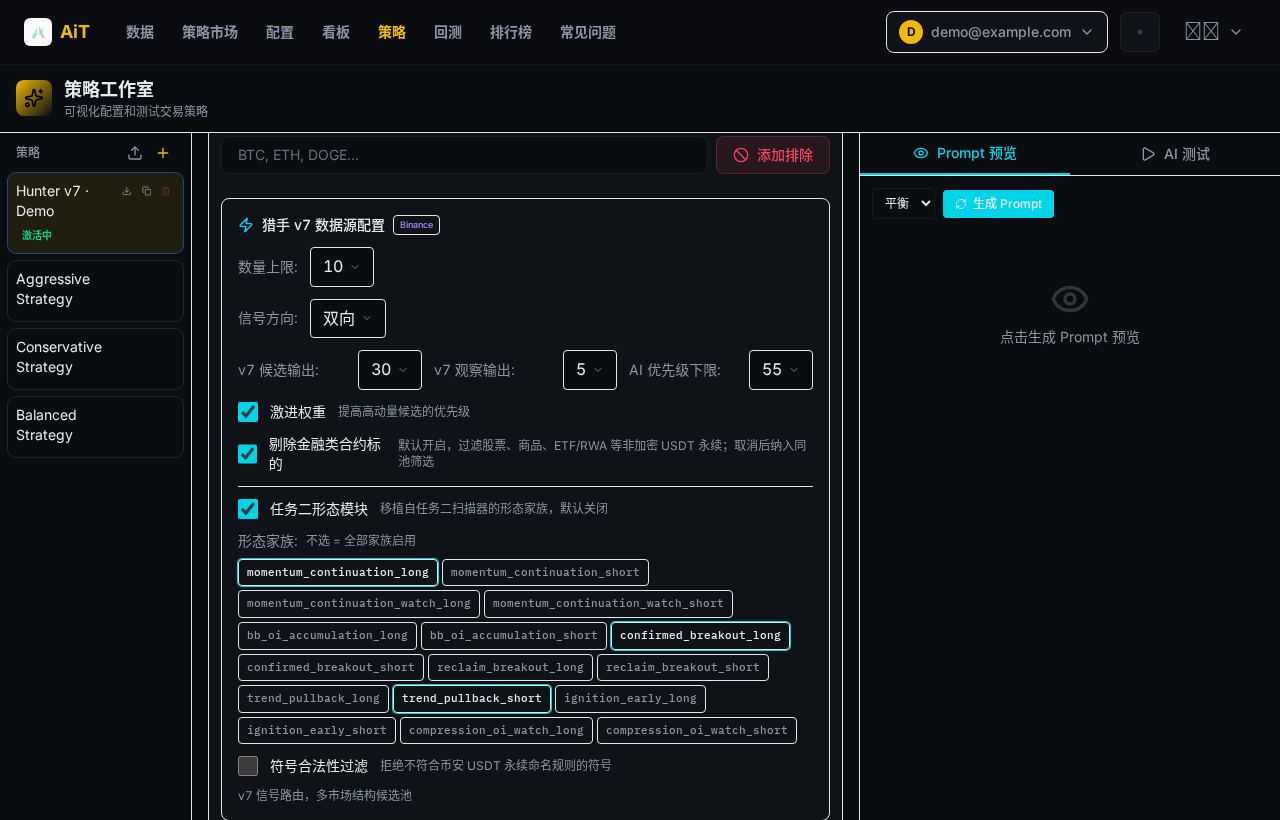 AiT
数据 策略市场 配置 看板 策略 回测 排行榜 常见问题
D demo@example.com
策略工作室
可视化配置和测试交易策略
策略
Hunter v7 ·
Demo
激活中
Aggressive
Strategy
Conservative
Strategy
Balanced
Strategy
BTC, ETH, DOGE...
添加排除
猎手 v7 数据源配置 Binance
数量上限: 10
信号方向: 双向
v7 候选输出: 30 v7 观察输出: 5 AI 优先级下限: 55
激进权重 提高高动量候选的优先级
剔除金融类合约标
的
默认开启，过滤股票、商品、ETF/RWA 等非加密 USDT 永续；取消后纳入同
池筛选
任务二形态模块 移植自任务二扫描器的形态家族，默认关闭
形态家族: 不选 = 全部家族启用
momentum_continuation_long momentum_continuation_short
momentum_continuation_watch_long momentum_continuation_watch_short
bb_oi_accumulation_long bb_oi_accumulation_short confirmed_breakout_long
confirmed_breakout_short reclaim_breakout_long reclaim_breakout_short
trend_pullback_long trend_pullback_short ignition_early_long
ignition_early_short compression_oi_watch_long compression_oi_watch_short
符号合法性过滤 拒绝不符合币安 USDT 永续命名规则的符号
v7 信号路由，多市场结构候选池
Prompt 预览 AI 测试
平衡 生成 Prompt
点击生成 Prompt 预览